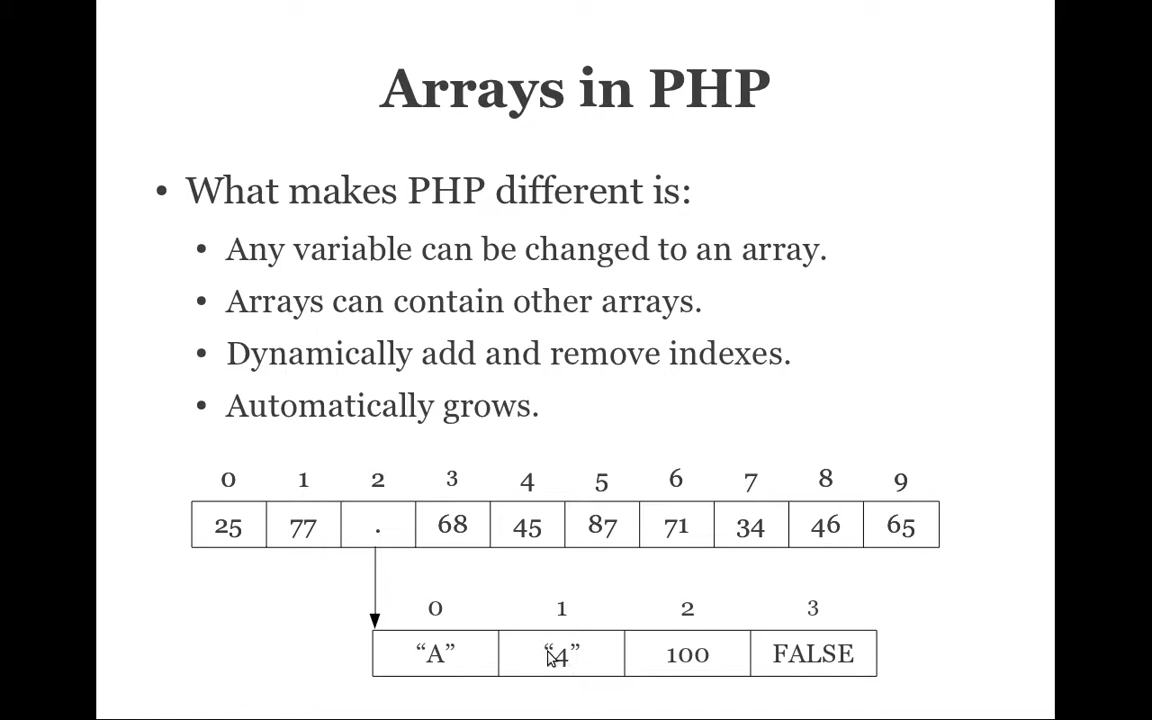 Arrays in PHP
• What makes PHP different is:
• Any variable can be changed to an array.
• Arrays can contain other arrays.
• Dynamically add and remove indexes.
• Automatically grows.
0 1 2 3 4 5 6 7 8 9
25 77 . 68 45 87 71 34 46 65
0 1 2 3
“A” “4” 100 FALSE